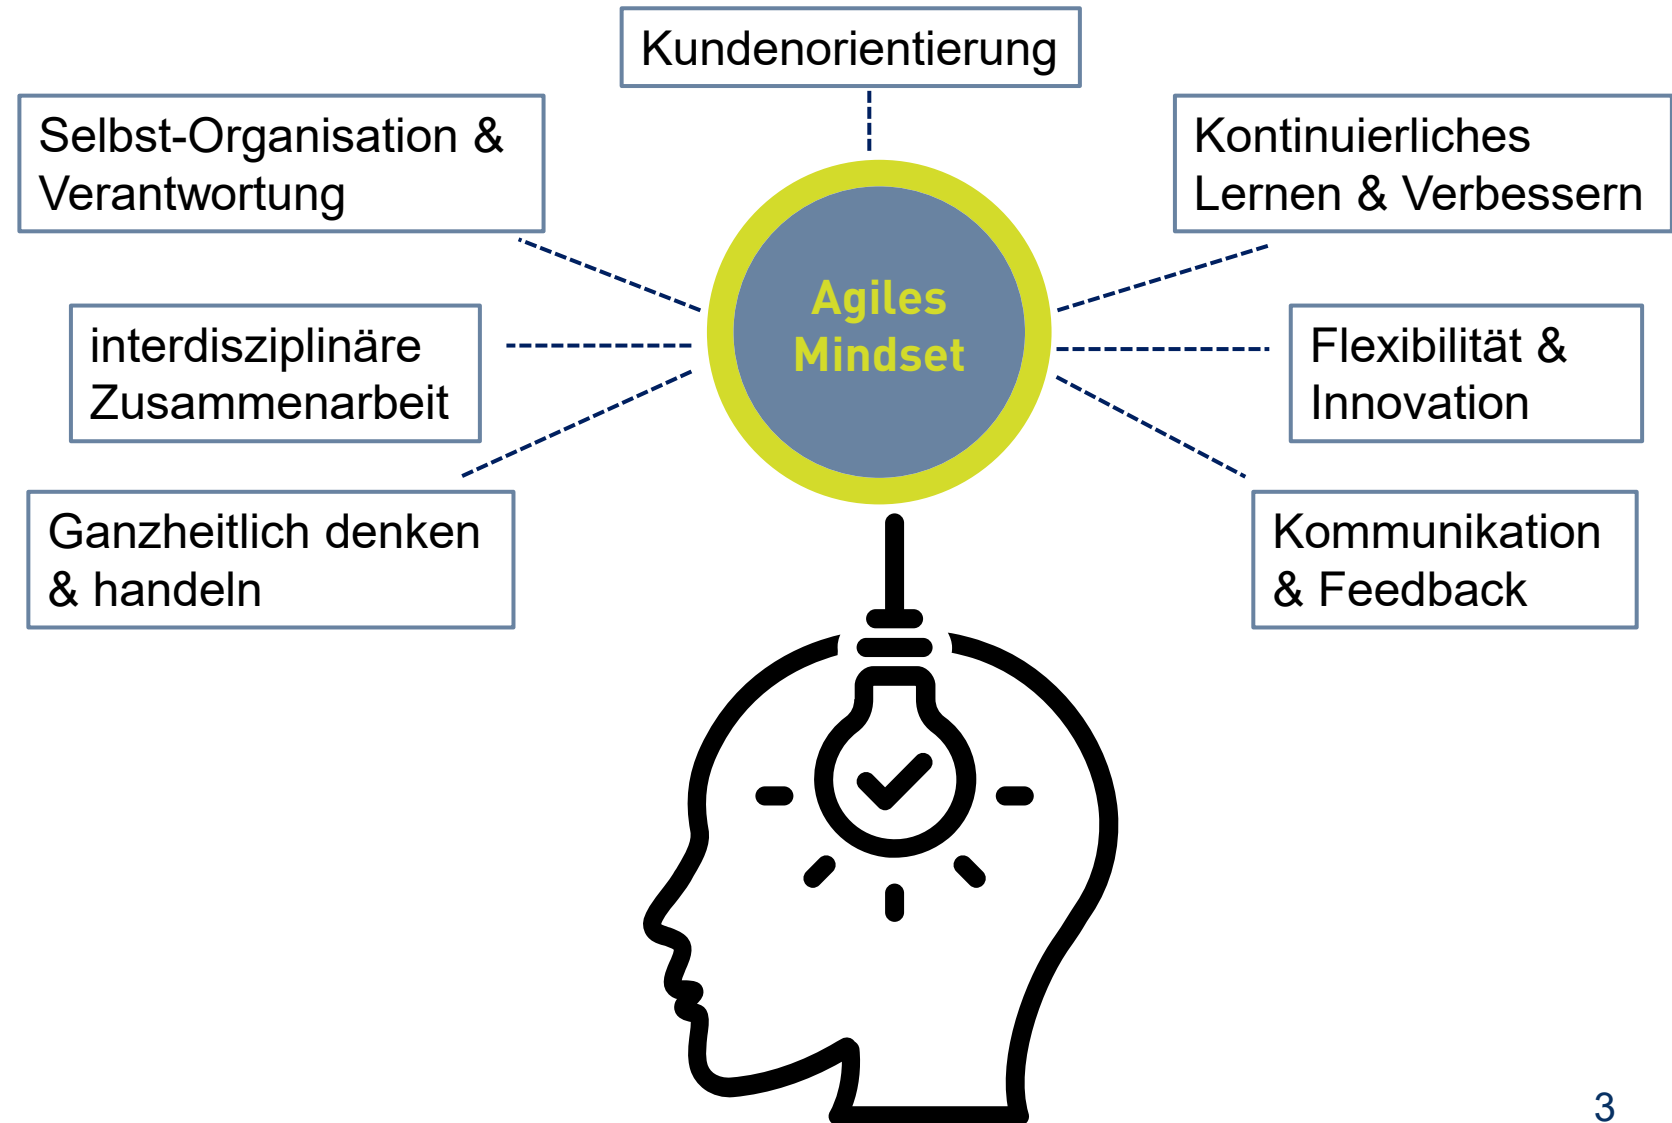 Kundenorientierung
Selbst-Organisation &
Verantwortung
Kontinuierliches
Lernen & Verbessern
Agiles
Mindset
interdisziplinäre
Zusammenarbeit
Flexibilität &
Innovation
Ganzheitlich denken
& handeln
Kommunikation
& Feedback
3